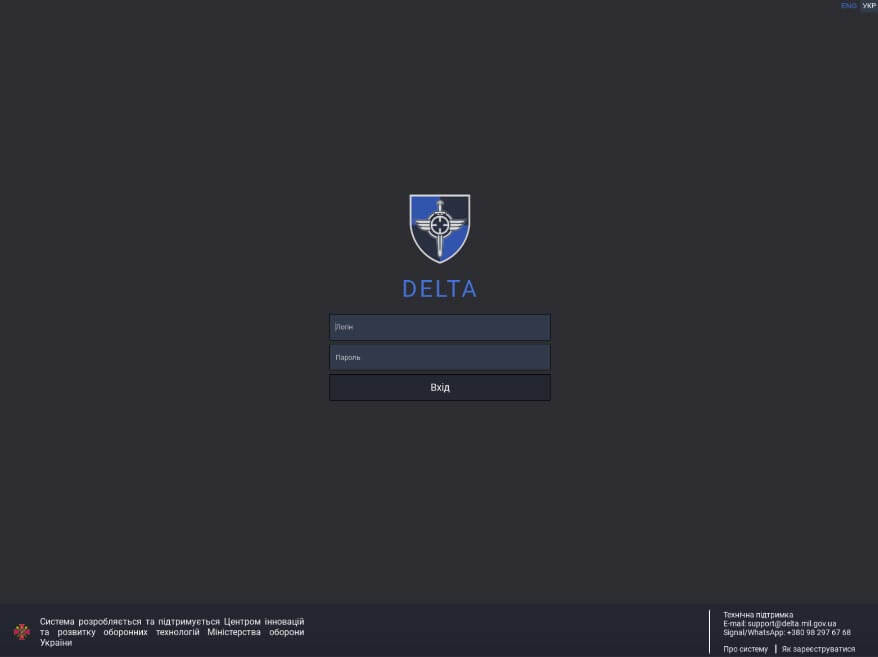 ENG УКР
DELTA
Логін
Пароль
Вхід
Система розробляється та підтримується Центром інновацій
та розвитку оборонних технологій Міністерства оборони
України
Технічна підтримка
E-mail: support@delta.mil.gov.ua
Signal/WhatsApp: +380 98 297 67 68
Про систему | Як зареєструватися